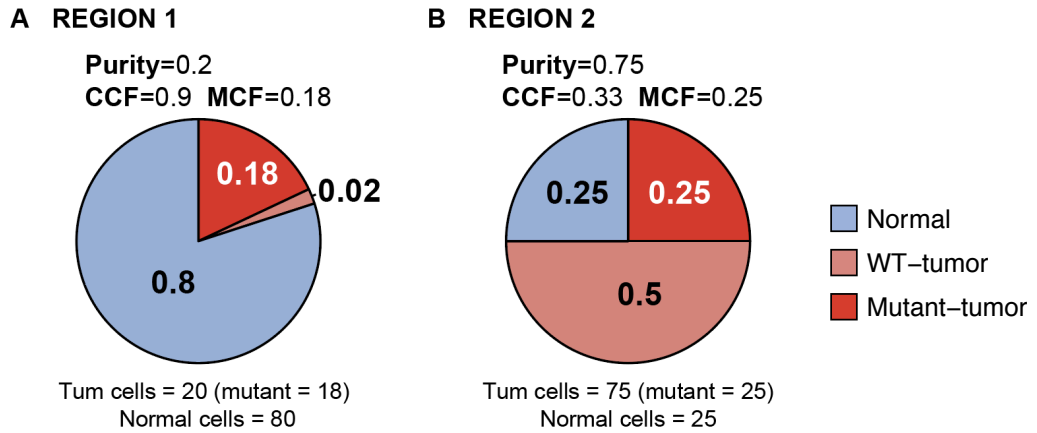 A REGION 1
Purity=0.2
CCF=0.9 MCF=0.18
0.18
0.02
0.8
Tum cells = 20 (mutant = 18)
Normal cells = 80
B REGION 2
Purity=0.75
CCF=0.33 MCF=0.25
0.25
0.25
0.5
Tum cells = 75 (mutant = 25)
Normal cells = 25
Normal
WT−tumor
Mutant−tumor